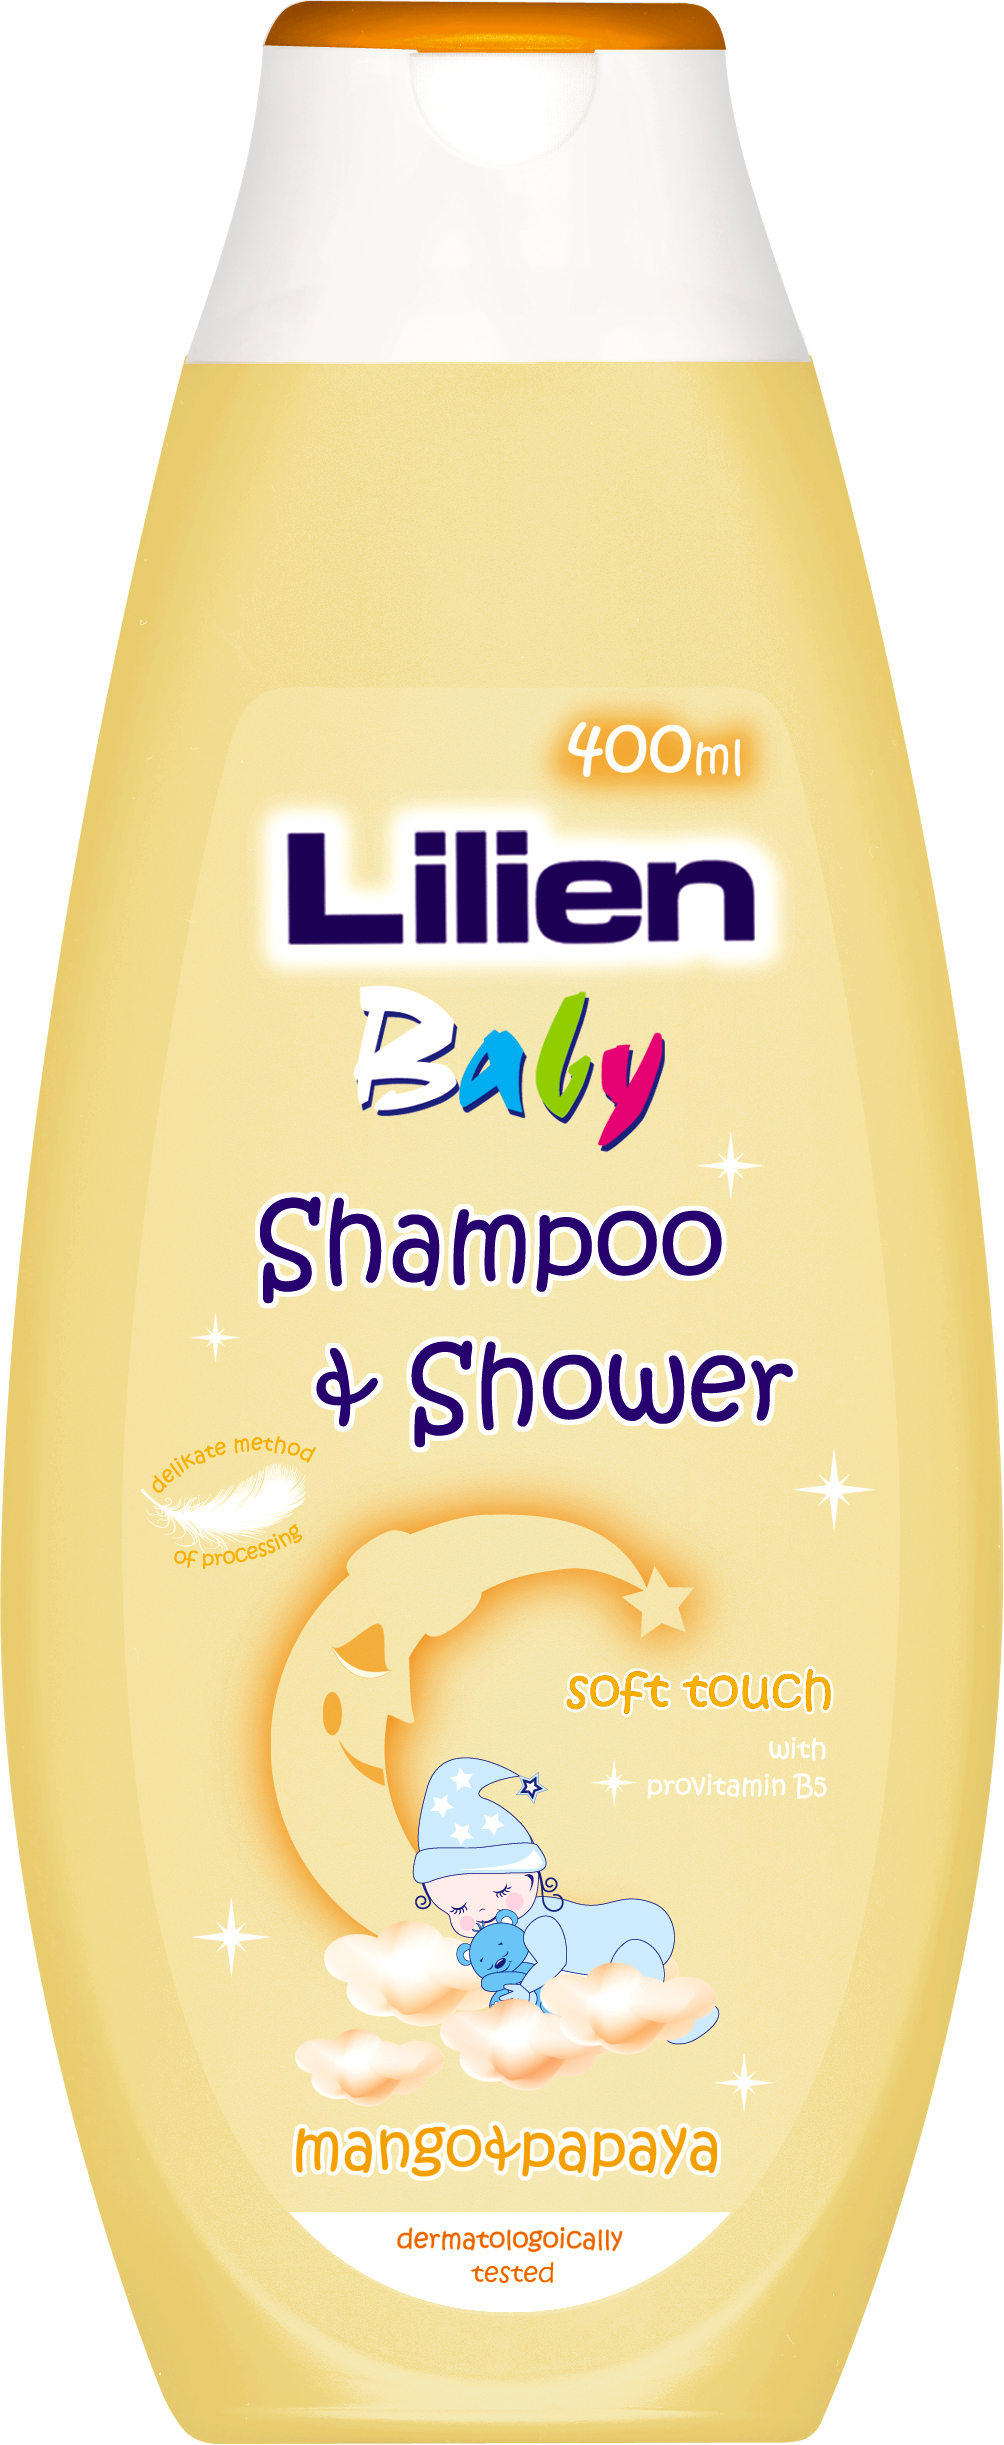 400ml
Lilien
Baby
Shampoo
& Shower
delikate method
of processing
soft touch
with
provitamin B5
mango&papaya
dermatologoically
tested